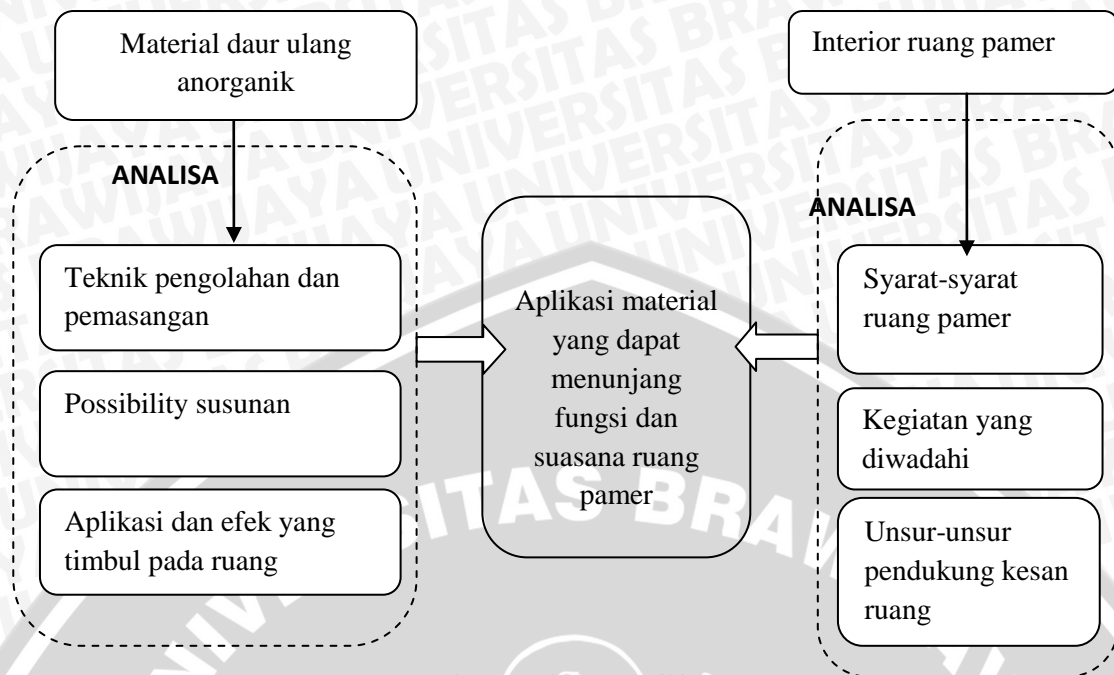 Material daur ulang
anorganik
Interior ruang pamer
ANALISA
Teknik pengolahan dan
pemasangan
Possibility susunan
Aplikasi dan efek yang
timbul pada ruang
Aplikasi material
yang dapat
menunjang
fungsi dan
suasana ruang
pamer
ANALISA
Syarat-syarat
ruang pamer
Kegiatan yang
diwadahi
Unsur-unsur
pendukung kesan
ruang
UNIVERSITAS BRAWIJAYA